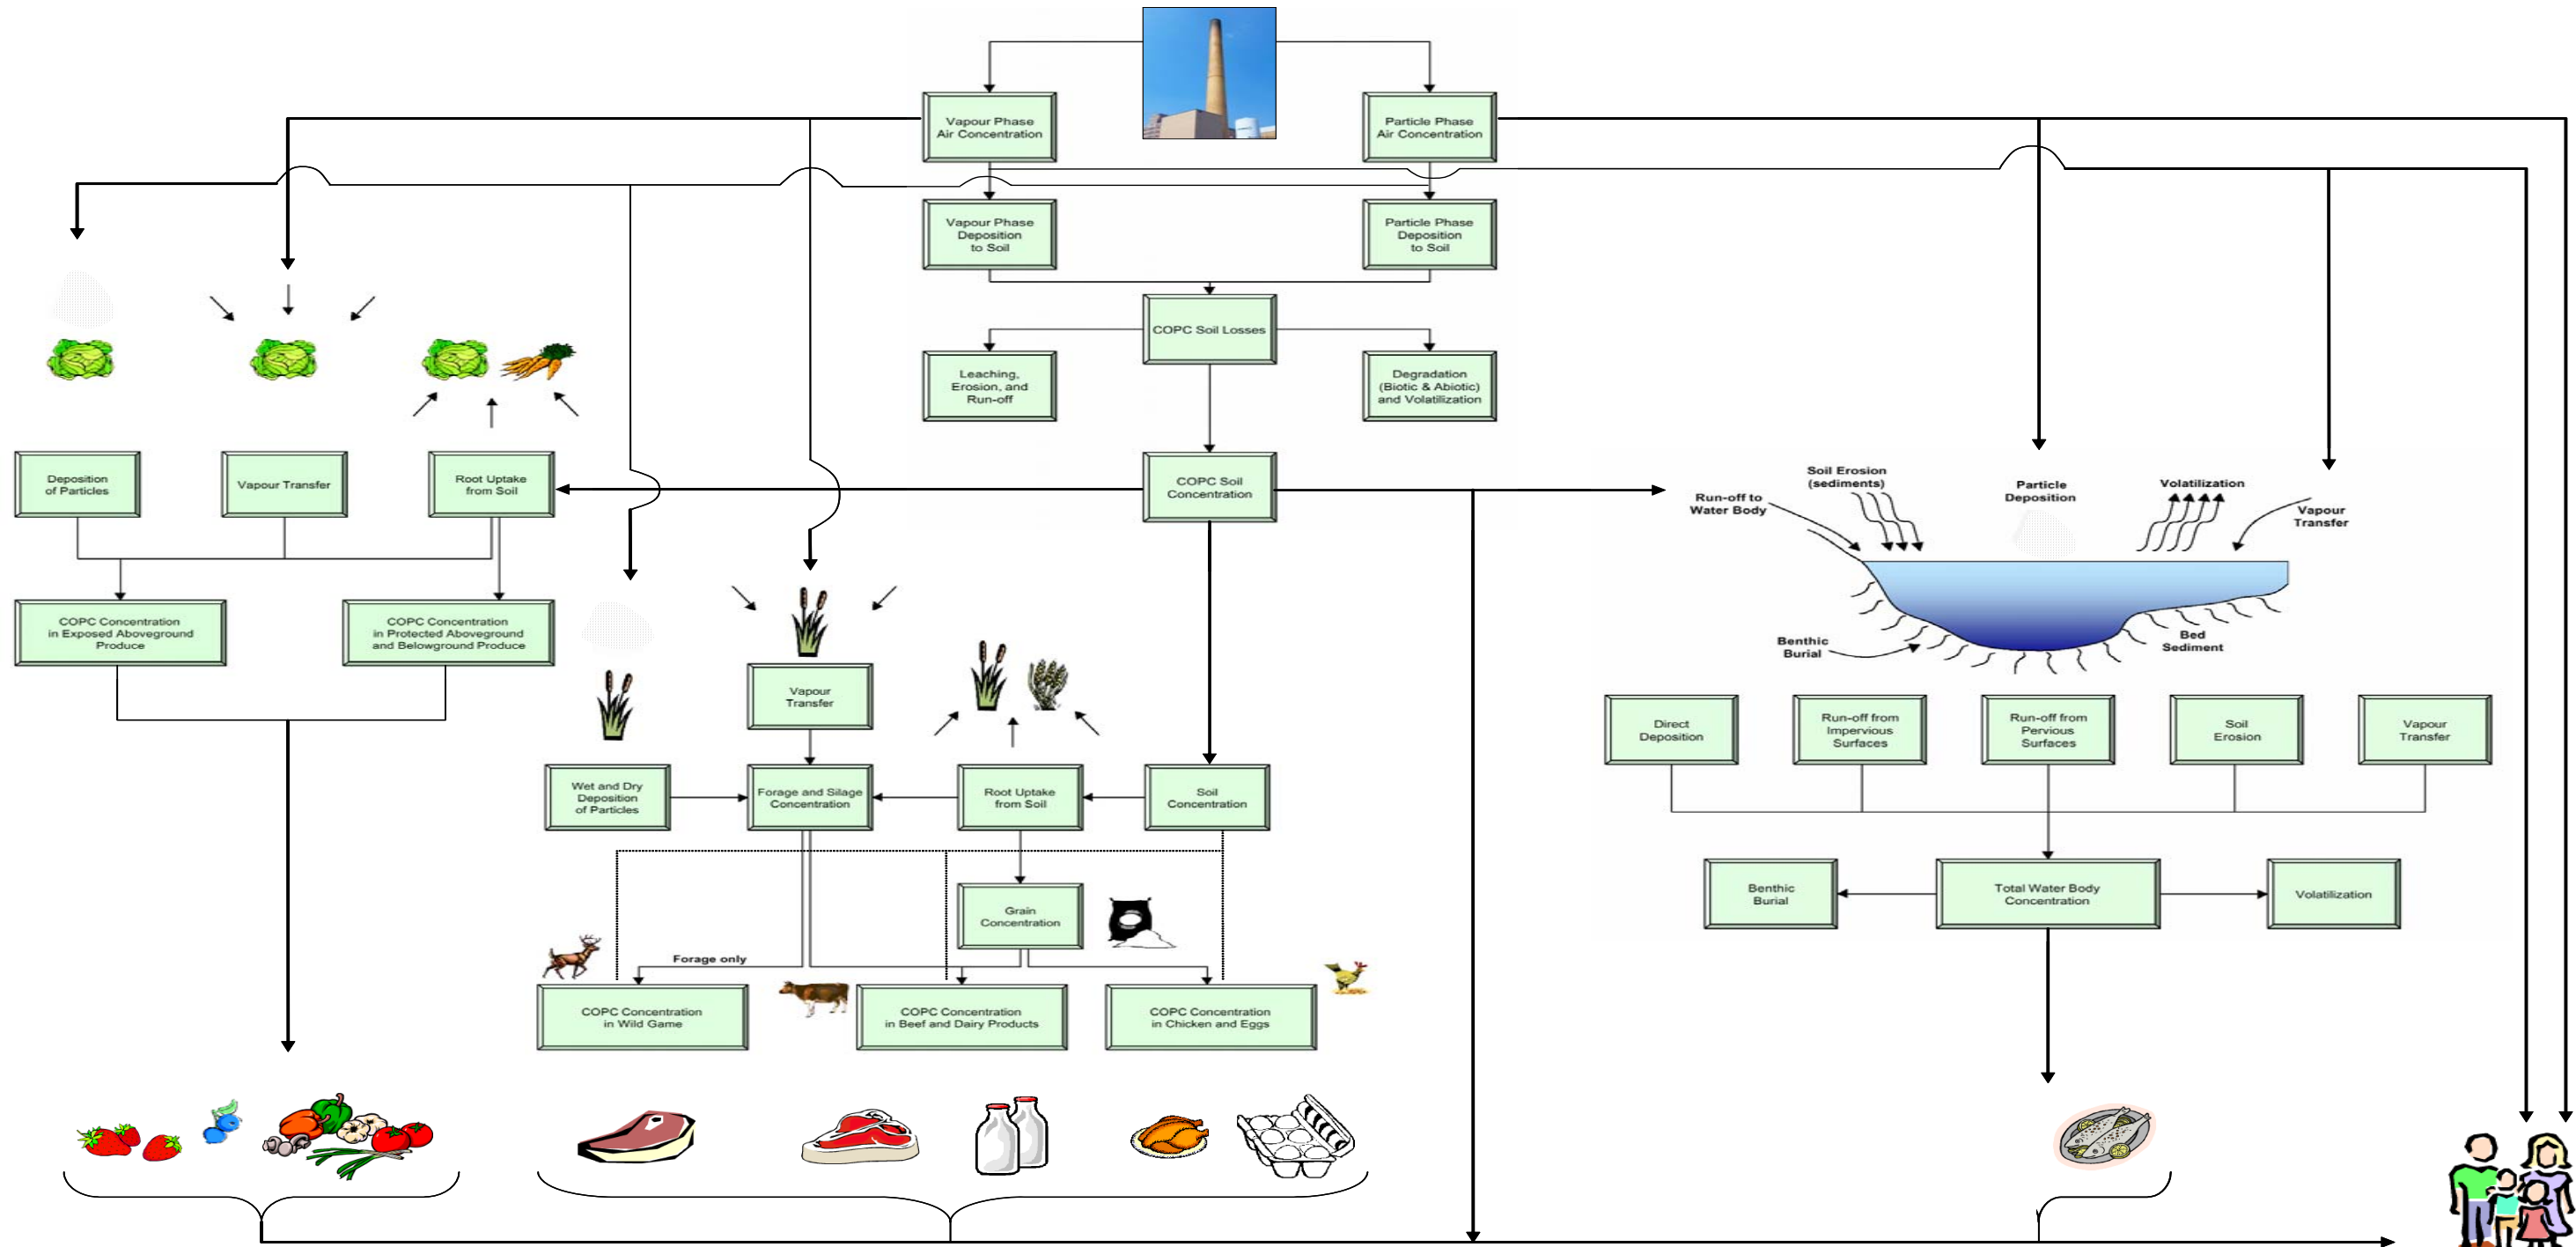 Vapour Phase
Air Concentration
Particle Phase
Air Concentration
Vapour Phase
Deposition
to Soil
Particle Phase
Deposition
to Soil
COPC Soil Losses
Leaching,
Erosion, and
Run-off
Degradation
(Biotic & Abiotic)
and Volatilization
Deposition
of Particles
Vapour Transfer
Root Uptake
from Soil
COPC Soil
Concentration
Soil Erosion
(sediments)
Run-off to
Water Body
Particle
Deposition
Volatilization
Vapour
Transfer
COPC Concentration
in Exposed Aboveground
Produce
COPC Concentration
in Protected Aboveground
and Belowground Produce
Benthic
Burial
Bed
Sediment
Vapour
Transfer
Direct
Deposition
Run-off from
Impervious
Surfaces
Run-off from
Pervious
Surfaces
Soil
Erosion
Vapour
Transfer
Wet and Dry
Deposition
of Particles
Forage and Silage
Concentration
Root Uptake
from Soil
Soil
Concentration
Grain
Concentration
Benthic
Burial
Total Water Body
Concentration
Volatilization
Forage only
COPC Concentration
in Wild Game
COPC Concentration
in Beef and Dairy Products
COPC Concentration
in Chicken and Eggs